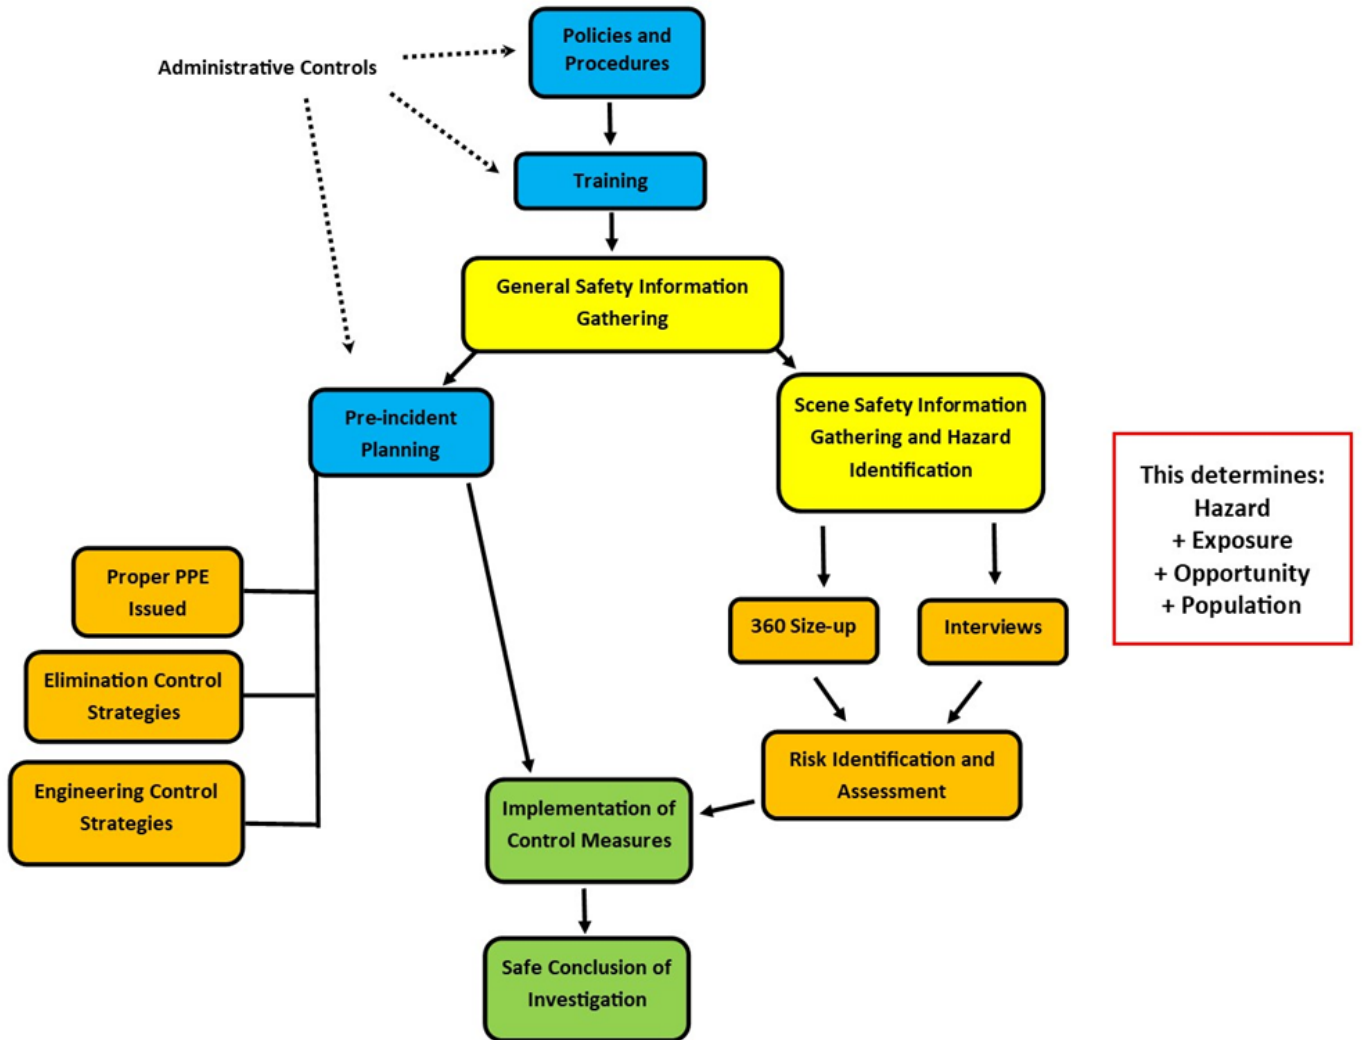 Policies and
Procedures
Administrative Controls
Training
General Safety Information
Gathering
Pre-incident
Planning
Scene Safety Information
Gathering and Hazard
Identification
This determines:
Hazard
+ Exposure
+ Opportunity
+ Population
Proper PPE
Issued
360 Size-up
Interviews
Elimination Control
Strategies
Engineering Control
Strategies
Risk Identification and
Assessment
Implementation of
Control Measures
Safe Conclusion of
Investigation